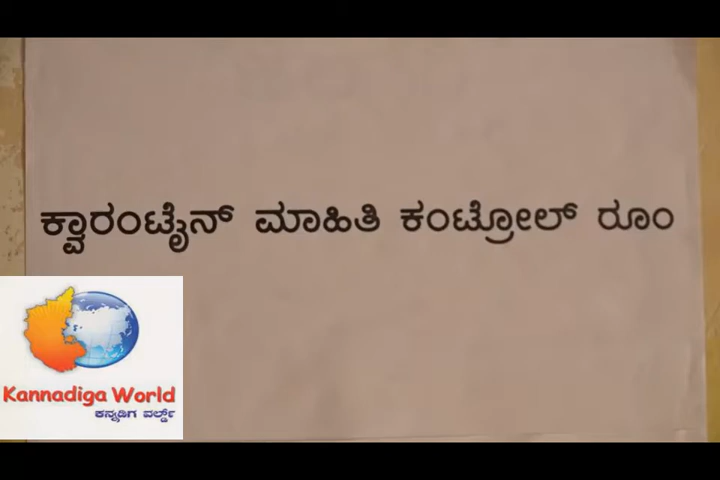 ಕ್ವಾರಂಟೈನ್ ಮಾಹಿತಿ ಕಂಟ್ರೋಲ್ ರೂಂ
Kannadiga World
ಕನ್ನಡಿಗ ವರ್ಲ್ಡ್